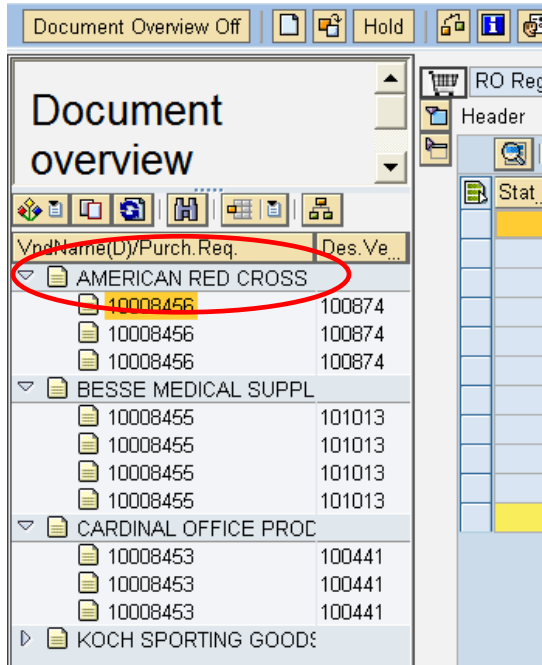 Document Overview Off Hold
RO Reg
Document
overview
Header
Stat
VndName(D)/Purch.Req. Des.Ve...
AMERICAN RED CROSS
10008456 100874
10008456 100874
10008456 100874
BESSE MEDICAL SUPPL
10008455 101013
10008455 101013
10008455 101013
10008455 101013
CARDINAL OFFICE PROD
10008453 100441
10008453 100441
10008453 100441
KOCH SPORTING GOODS